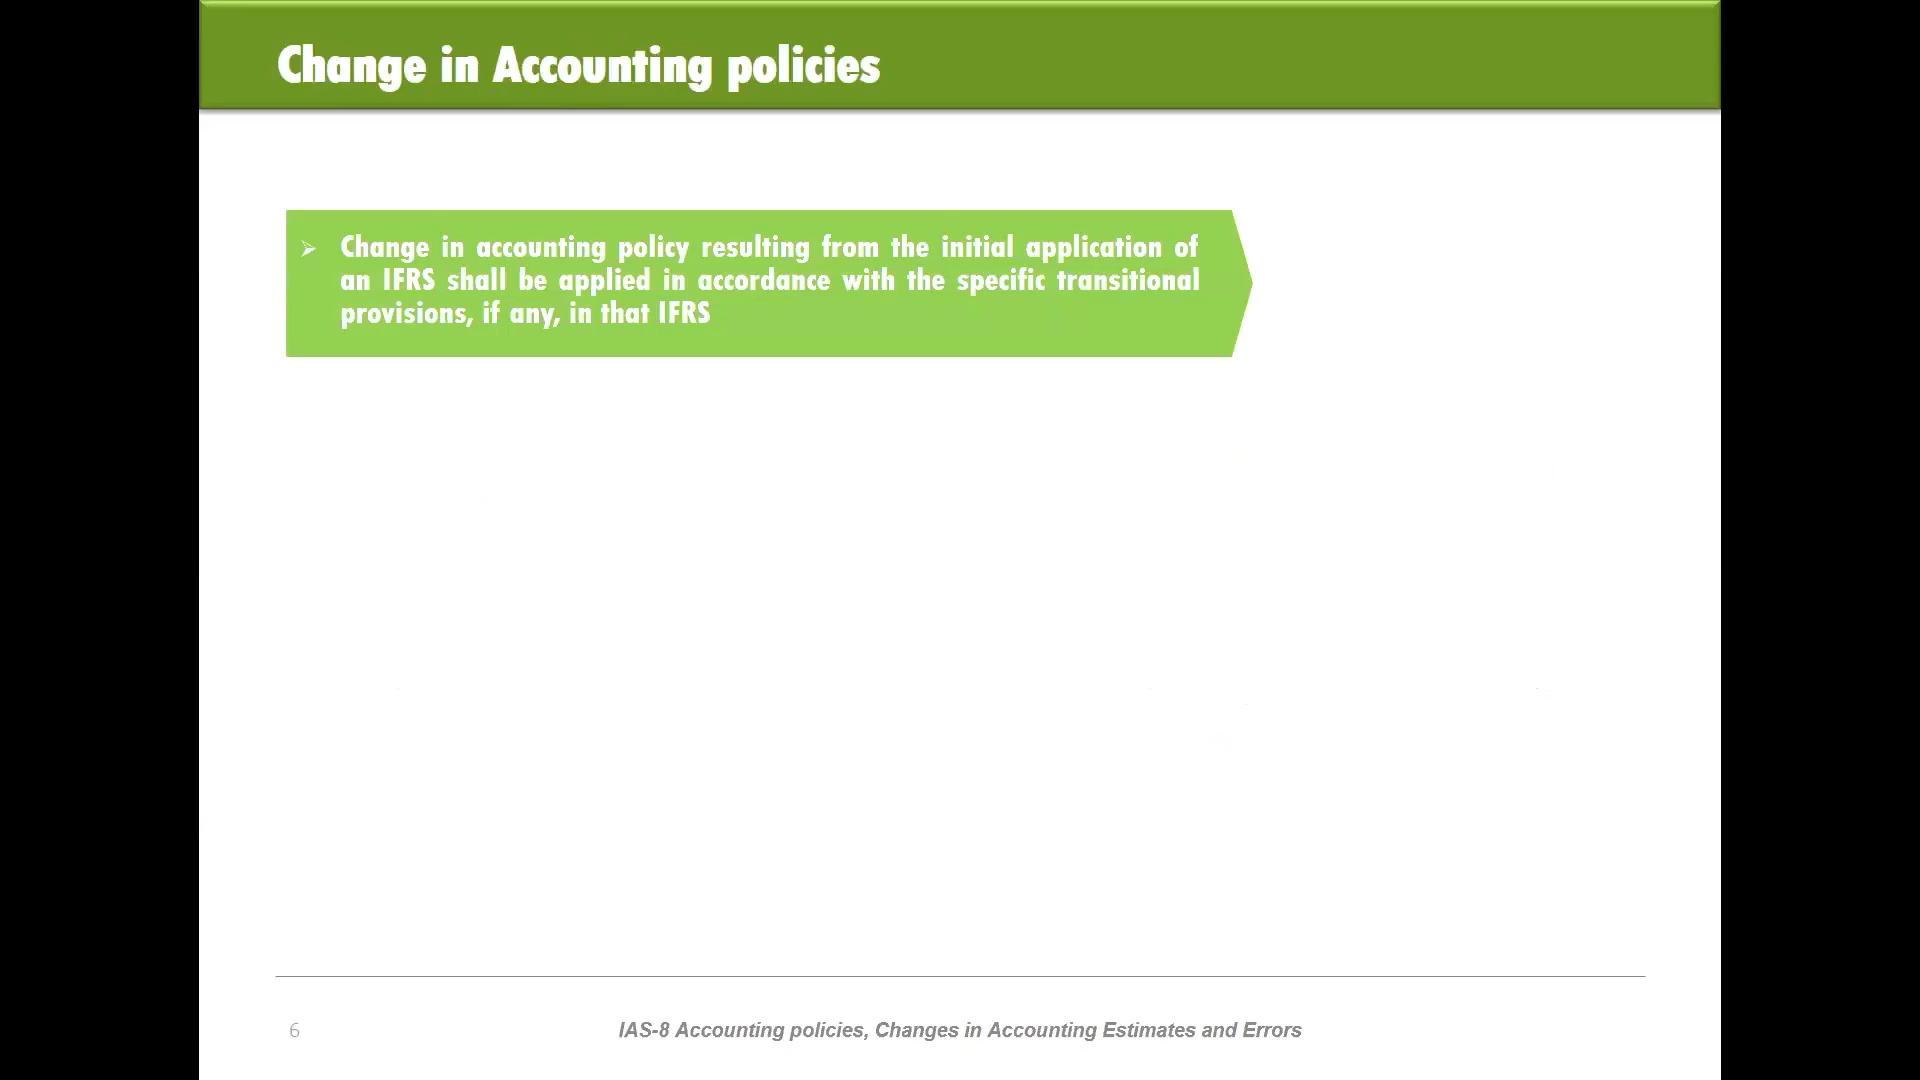 Change in Accounting policies
➢ Change in accounting policy resulting from the initial application of
an IFRS shall be applied in accordance with the specific transitional
provisions, if any, in that IFRS
6
IAS-8 Accounting policies, Changes in Accounting Estimates and Errors